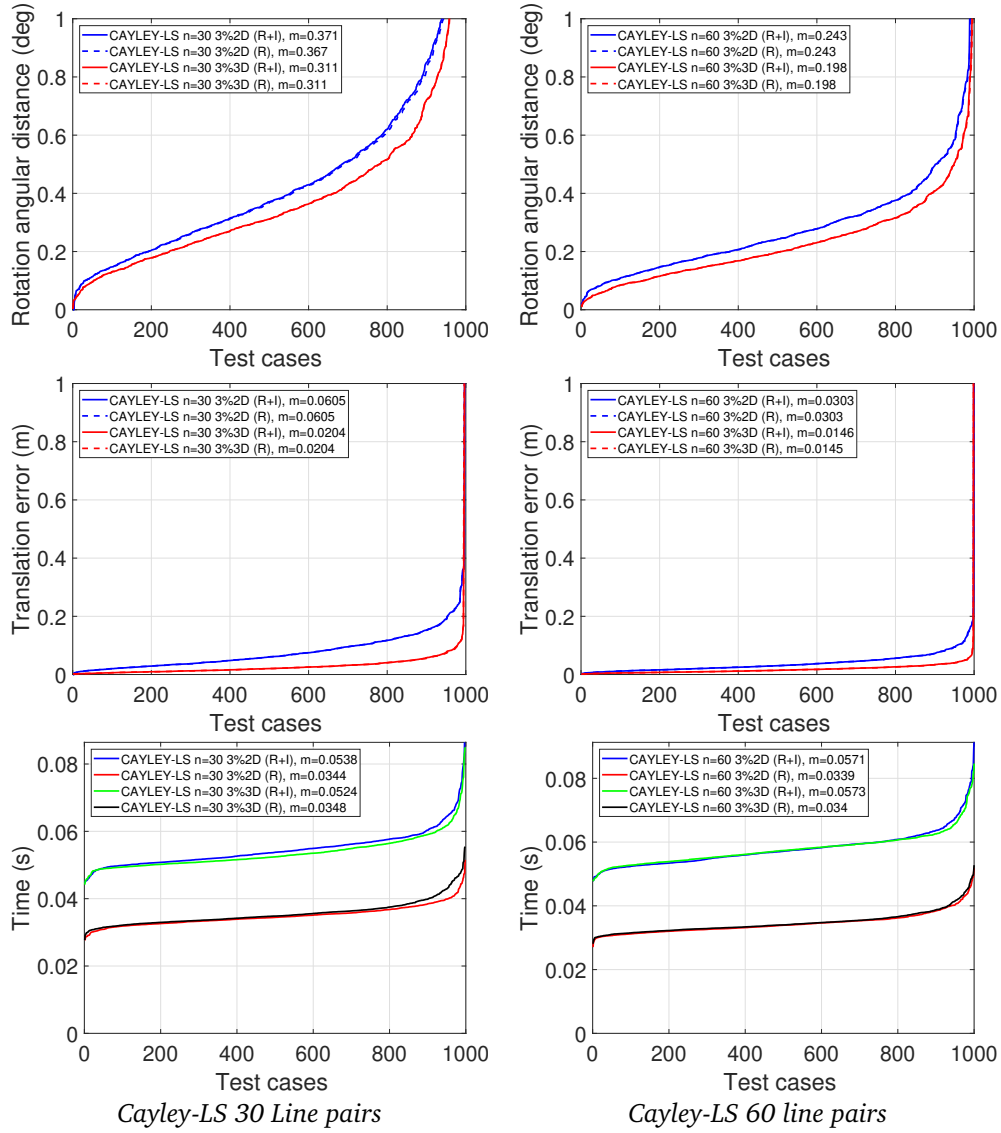 Rotation angular distance (deg)
1
0.8
0.6
0.4
0.2
0
CAYLEY-LS n=30 3%2D (R+I), m=0.371
CAYLEY-LS n=30 3%2D (R), m=0.367
CAYLEY-LS n=30 3%3D (R+I), m=0.311
CAYLEY-LS n=30 3%3D (R), m=0.311
0 200 400 600 800 1000
Test cases
Rotation angular distance (deg)
1
0.8
0.6
0.4
0.2
0
CAYLEY-LS n=60 3%2D (R+I), m=0.243
CAYLEY-LS n=60 3%2D (R), m=0.243
CAYLEY-LS n=60 3%3D (R+I), m=0.198
CAYLEY-LS n=60 3%3D (R), m=0.198
0 200 400 600 800 1000
Test cases
Translation error (m)
1
0.8
0.6
0.4
0.2
0
CAYLEY-LS n=30 3%2D (R+I), m=0.0605
CAYLEY-LS n=30 3%2D (R), m=0.0605
CAYLEY-LS n=30 3%3D (R+I), m=0.0204
CAYLEY-LS n=30 3%3D (R), m=0.0204
0 200 400 600 800 1000
Test cases
Translation error (m)
1
0.8
0.6
0.4
0.2
0
CAYLEY-LS n=60 3%2D (R+I), m=0.0303
CAYLEY-LS n=60 3%2D (R), m=0.0303
CAYLEY-LS n=60 3%3D (R+I), m=0.0146
CAYLEY-LS n=60 3%3D (R), m=0.0145
0 200 400 600 800 1000
Test cases
Time (s)
0.08
0.06
0.04
0.02
0
CAYLEY-LS n=30 3%2D (R+I), m=0.0538
CAYLEY-LS n=30 3%2D (R), m=0.0344
CAYLEY-LS n=30 3%3D (R+I), m=0.0524
CAYLEY-LS n=30 3%3D (R), m=0.0348
0 200 400 600 800 1000
Test cases
Time (s)
0.08
0.06
0.04
0.02
0
CAYLEY-LS n=60 3%2D (R+I), m=0.0571
CAYLEY-LS n=60 3%2D (R), m=0.0339
CAYLEY-LS n=60 3%3D (R+I), m=0.0573
CAYLEY-LS n=60 3%3D (R), m=0.034
0 200 400 600 800 1000
Test cases
Cayley-LS 30 Line pairs
Cayley-LS 60 line pairs